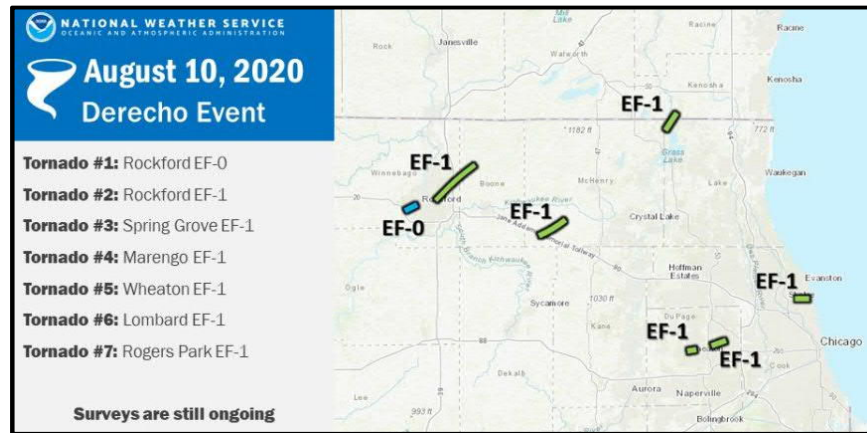 NATIONAL WEATHER SERVICE
OCEANIC AND ATMOSPHERIC ADMINISTRATION
August 10, 2020
Derecho Event
Tornado #1: Rockford EF-0
Tornado #2: Rockford EF-1
Tornado #3: Spring Grove EF-1
Tornado #4: Marengo EF-1
Tornado #5: Wheaton EF-1
Tornado #6: Lombard EF-1
Tornado #7: Rogers Park EF-1
Surveys are still ongoing
Racine
Racine
Rock
Janesville
Walworth
Kenosha
Kenosha
EF-1
1182 ft
772 ft
Grass
Lake
EF-1
Winnebago
Boone
McHenry
Lake
Waukegan
EF-0
EF-1
Crystal Lake
Hoffman
Estates
EF-1
Evanston
Ogle
Sycamore
1030 ft
Kane
Du Page
EF-1
EF-1
Chicago
Cook
88
Dekalb
Aurora
Naperville
Lee
993 ft
Bolingbrook